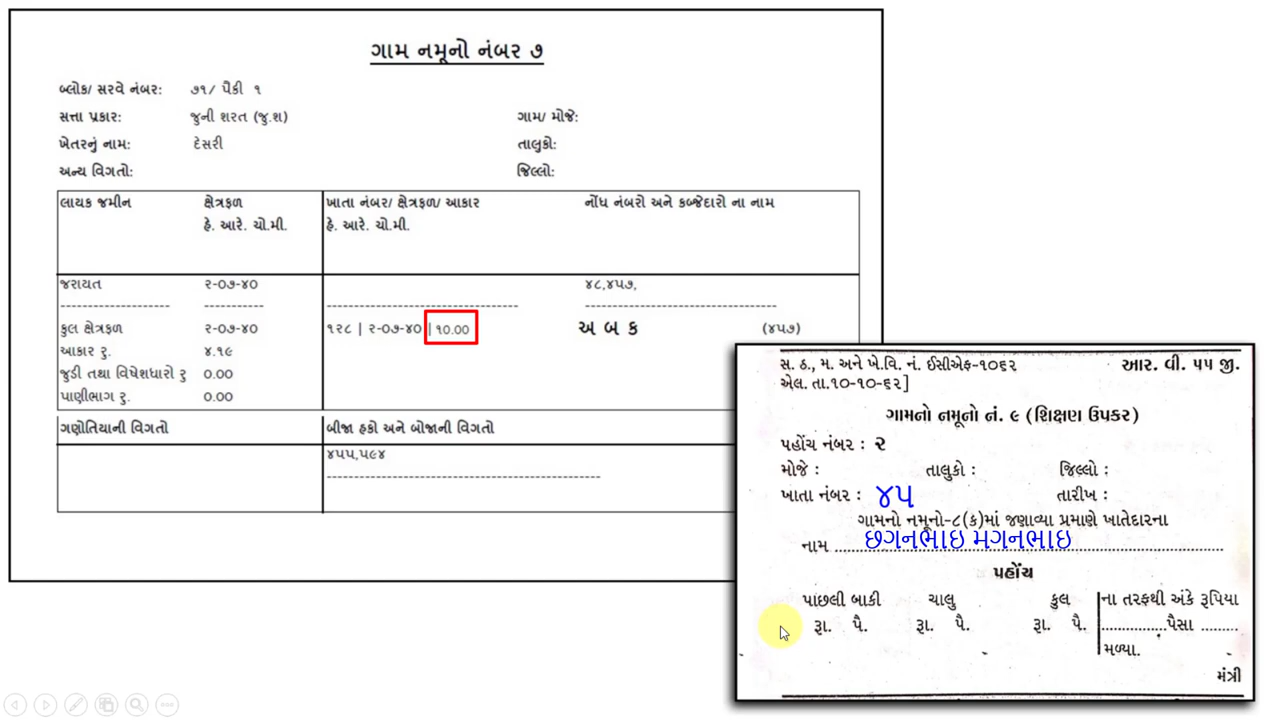 ગામ નમૂનો નંબર ૭
બ્લોક/ સરવે નંબર: ૭૧/ પૈકી ૧
સત્તા પ્રકાર: જુની શરત (જુ.શ) ગામ/ મોજે:
ખેતરનું નામ: દેસરી તાલુકો:
અન્ય વિગતો: જિલ્લો:
લાયક જમીન ક્ષેત્રફળ ખાતા નંબર/ ક્ષેત્રફળ/ આકાર નોંધ નંબરો અને કબ્જેદારો ના નામ
હે. આરે. ચો.મી. હે. આરે. ચો.મી.
જરાયત ૨-૦૭-૪૦ ૪૮,૪૫૭,
---------------------- ----------- ---------------------------------- ----------------------------------
કુલ ક્ષેત્રફળ ૨-૦૭-૪૦ ૧૨૮ | ૨-૦૭-૪૦ | ૧૦.૦૦ અ બ ક (૪૫૭)
આકાર રુ. ૪.૧૯
જુડી તથા વિષેશધારો રુ ૦.૦૦
પાણીભાગ રુ. ૦.૦૦
ગણોતિયાની વિગતો બીજા હકો અને બોજાની વિગતો
૪૫૫,૫૯૪
--------------------------------------------------
સ. ઠ., મ. અને ખે.વિ. નં. ઈસીએફ-૧૦૬૨ આર. વી. ૫૫ જી.
એલ. તા.૧૦-૧૦-૬૨]
ગામનો નમૂનો નં. ૯ (શિક્ષણ ઉપકર)
પહોંચ નંબર : ૨
મોજે : તાલુકો : જિલ્લો :
ખાતા નંબર : ૪૫ તારીખ :
ગામનો નમૂનો-૮(ક)માં જણાવ્યા પ્રમાણે ખાતેદારના
નામ છગનભાઇ મગનભાઇ
પહોંચ
પાછલી બાકી ચાલુ કુલ ના તરફથી અંકે રૂપિયા
રૂા. પૈ. રૂા. પૈ. રૂા. પૈ. ...............પૈસા ........
મળ્યા.
મંત્રી